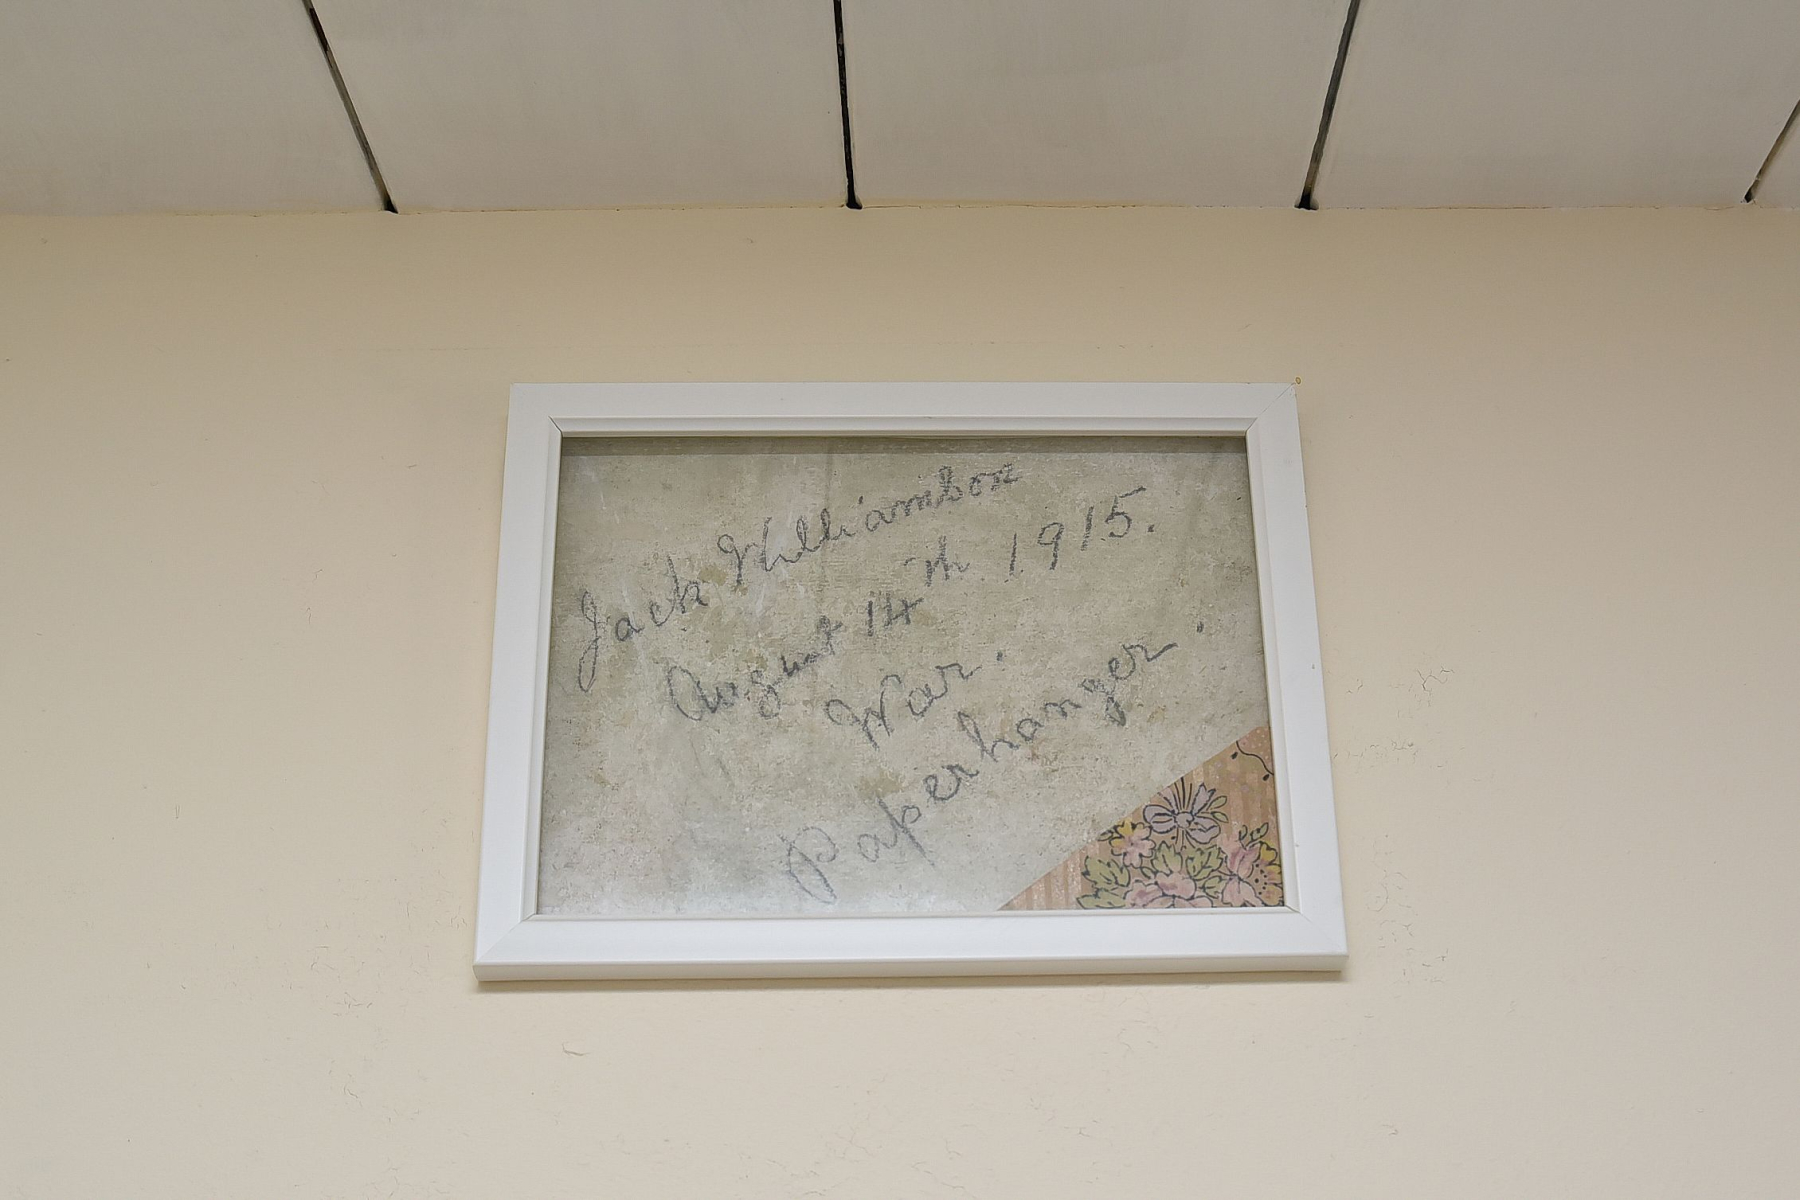 Jack Williamson
August 14th 1915.
War.
Paperhanger.